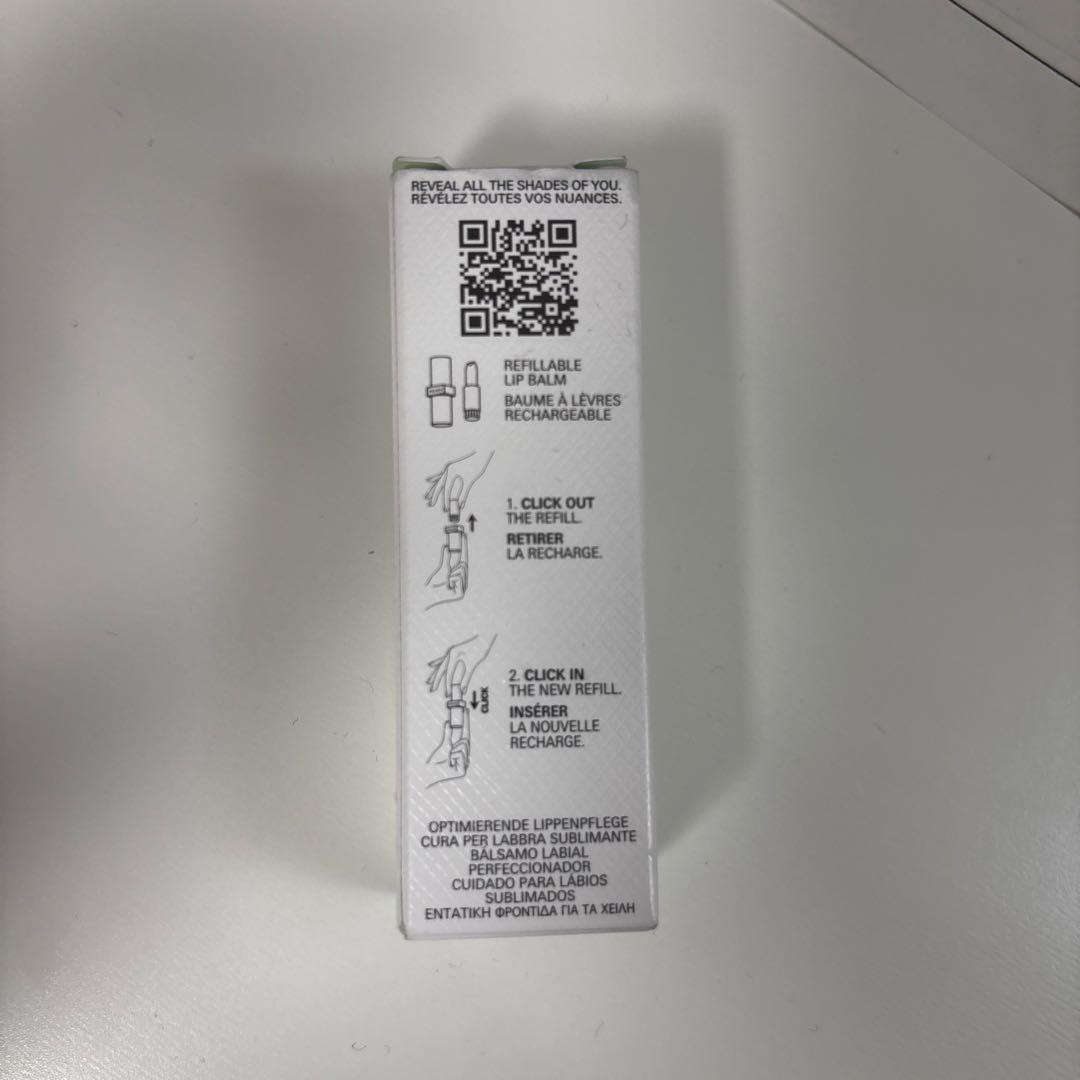 REVEAL ALL THE SHADES OF YOU.
RÉVÉLEZ TOUTES VOS NUANCES.
REFILLABLE
LIP BALM
BAUME À LÈVRES
RECHARGEABLE
1. CLICK OUT
THE REFILL.
RETIRER
LA RECHARGE.
2. CLICK IN
THE NEW REFILL.
CLICK
INSÉRER
LA NOUVELLE
RECHARGE.
OPTIMIERENDE LIPPENPFLEGE
CURA PER LABBRA SUBLIMANTE
BÁLSAMO LABIAL
PERFECCIONADOR
CUIDADO PARA LÁBIOS
SUBLIMADOS
ΕΝΤΑΤΙΚΗ ΦΡΟΝΤΙΔΑ ΓΙΑ ΤΑ ΧΕΙΛΗ